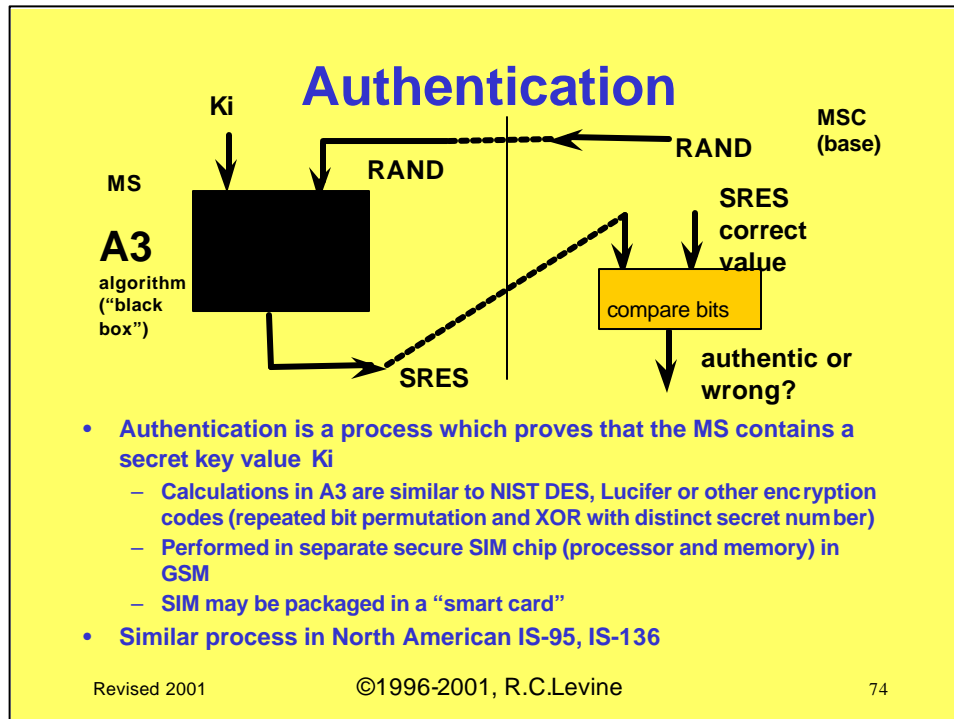 Authentication
Ki
MSC
(base)
RAND
RAND
MS
SRES
correct
value
A3
algorithm
(“black
box”)
compare bits
SRES
authentic or
wrong?
• Authentication is a process which proves that the MS contains a
secret key value Ki
– Calculations in A3 are similar to NIST DES, Lucifer or other encryption
codes (repeated bit permutation and XOR with distinct secret number)
– Performed in separate secure SIM chip (processor and memory) in
GSM
– SIM may be packaged in a “smart card”
• Similar process in North American IS-95, IS-136
Revised 2001 ©1996-2001, R.C.Levine 74